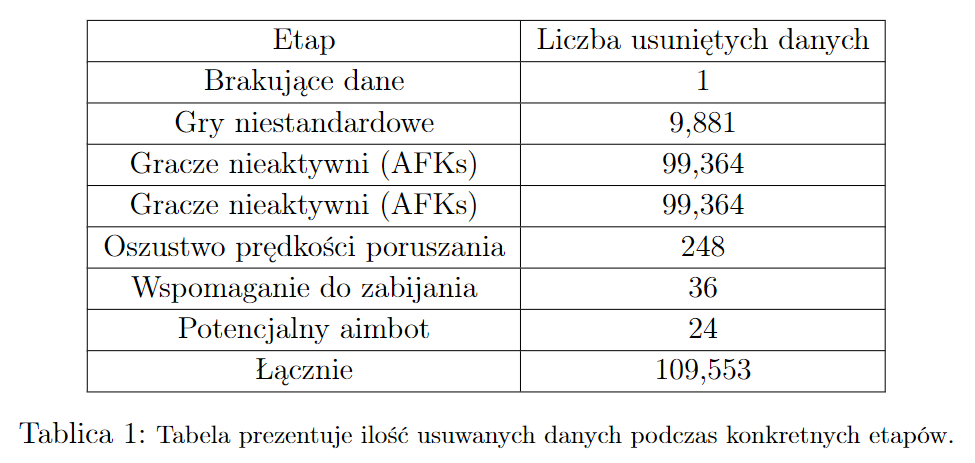 Etap Liczba usuniętych danych
Brakujące dane 1
Gry niestandardowe 9,881
Gracze nieaktywni (AFKs) 99,364
Gracze nieaktywni (AFKs) 99,364
Oszustwo prędkości poruszania 248
Wspomaganie do zabijania 36
Potencjalny aimbot 24
Łącznie 109,553
Tablica 1: Tabela prezentuje ilość usuwanych danych podczas konkretnych etapów.